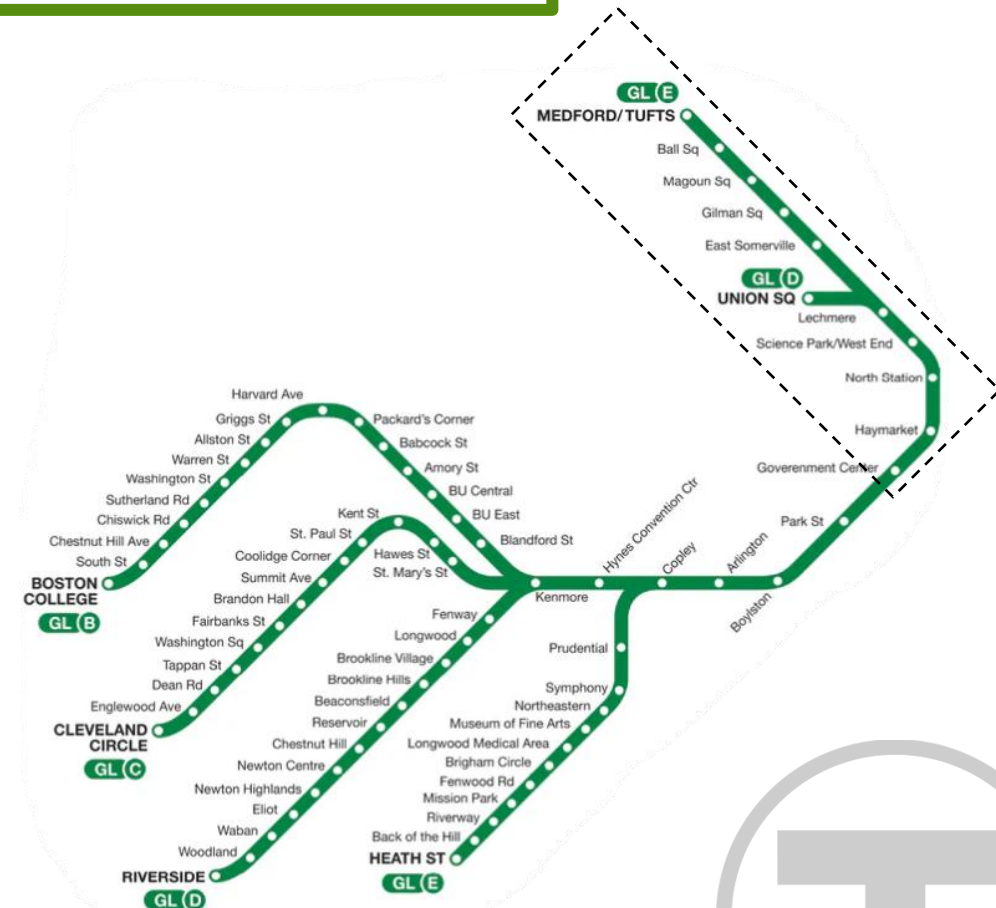 GL E
MEDFORD/TUFTS
Ball Sq
Magoun Sq
Gilman Sq
East Somerville
GL D
UNION SQ
Lechmere
Science Park/West End
North Station
Haymarket
Goverenment Center
Park St
Boylston
Arlington
Copley
Hynes Convention Ctr
Kenmore
Harvard Ave
Griggs St
Allston St
Warren St
Washington St
Sutherland Rd
Chiswick Rd
Chestnut Hill Ave
South St
BOSTON
COLLEGE
GL B
Packard's Corner
Babcock St
Amory St
BU Central
BU East
Blandford St
Kent St
St. Paul St
Coolidge Corner
Summit Ave
Brandon Hall
Fairbanks St
Washington Sq
Tappan St
Dean Rd
Englewood Ave
CLEVELAND
CIRCLE
GL C
Hawes St
St. Mary's St
Fenway
Longwood
Brookline Village
Brookline Hills
Beaconsfield
Reservoir
Chestnut Hill
Newton Centre
Newton Highlands
Eliot
Waban
Woodland
RIVERSIDE
GL D
Prudential
Symphony
Northeastern
Museum of Fine Arts
Longwood Medical Area
Brigham Circle
Fenwood Rd
Mission Park
Riverway
Back of the Hill
HEATH ST
GL E
T